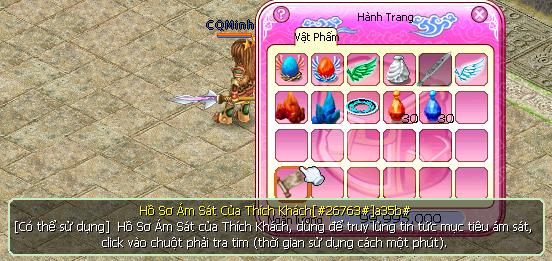 Hành Trang
CQMinh
Vật Phẩm
30
30
Hồ Sơ Ám Sát Của Thích Khách[#26763#]a35b#
[Có thể sử dụng] Hồ Sơ Ám Sát của Thích Khách, dùng để truy lùng tin tức mục tiêu ám sát,
click vào chuột phải tra tim (thời gian sử dụng cách một phút).